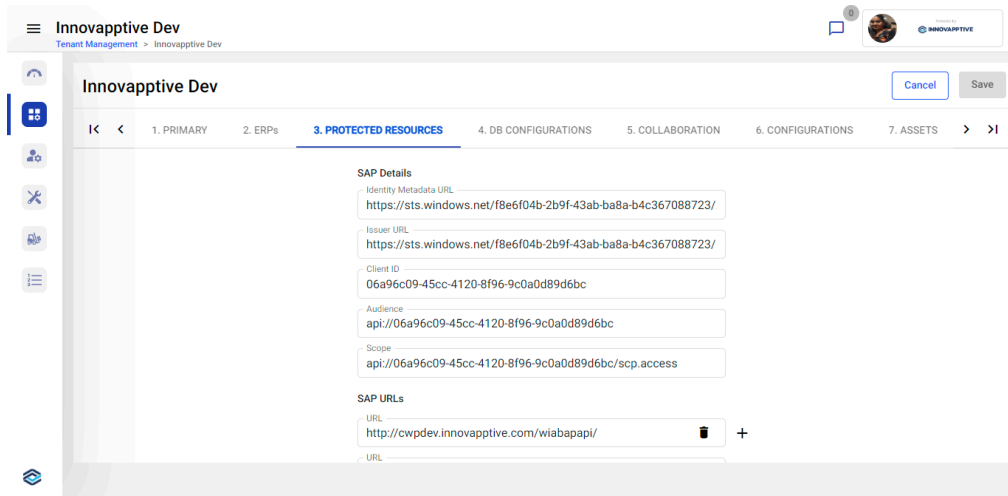 Innovapptive Dev
Tenant Management > Innovapptive Dev
0
Powered by
INNOVAPPTIVE
Innovapptive Dev
Cancel
Save
1. PRIMARY
2. ERPs
3. PROTECTED RESOURCES
4. DB CONFIGURATIONS
5. COLLABORATION
6. CONFIGURATIONS
7. ASSETS
SAP Details
Identity Metadata URL
https://sts.windows.net/f8e6f04b-2b9f-43ab-ba8a-b4c367088723/
Issuer URL
https://sts.windows.net/f8e6f04b-2b9f-43ab-ba8a-b4c367088723/
Client ID
06a96c09-45cc-4120-8f96-9c0a0d89d6bc
Audience
api://06a96c09-45cc-4120-8f96-9c0a0d89d6bc
Scope
api://06a96c09-45cc-4120-8f96-9c0a0d89d6bc/scp.access
SAP URLs
URL
http://cwpdev.innovapptive.com/wiabapapi/
URL